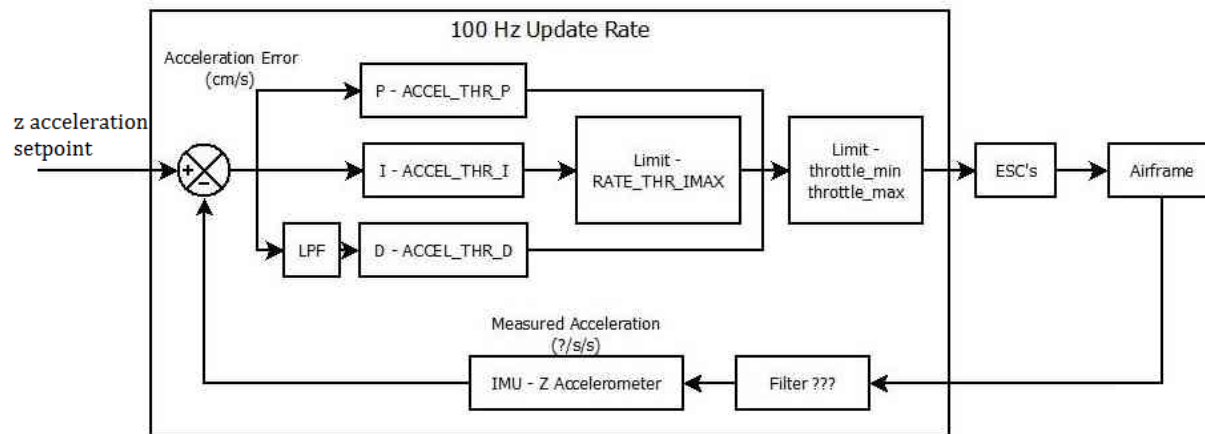 100 Hz Update Rate
Acceleration Error
(cm/s)
z acceleration
setpoint
+
−
P - ACCEL_THR_P
I - ACCEL_THR_I
LPF
D - ACCEL_THR_D
Limit -
RATE_THR_IMAX
Limit -
throttle_min
throttle_max
ESC's
Airframe
Measured Acceleration
(?/s/s)
IMU - Z Accelerometer
Filter ???